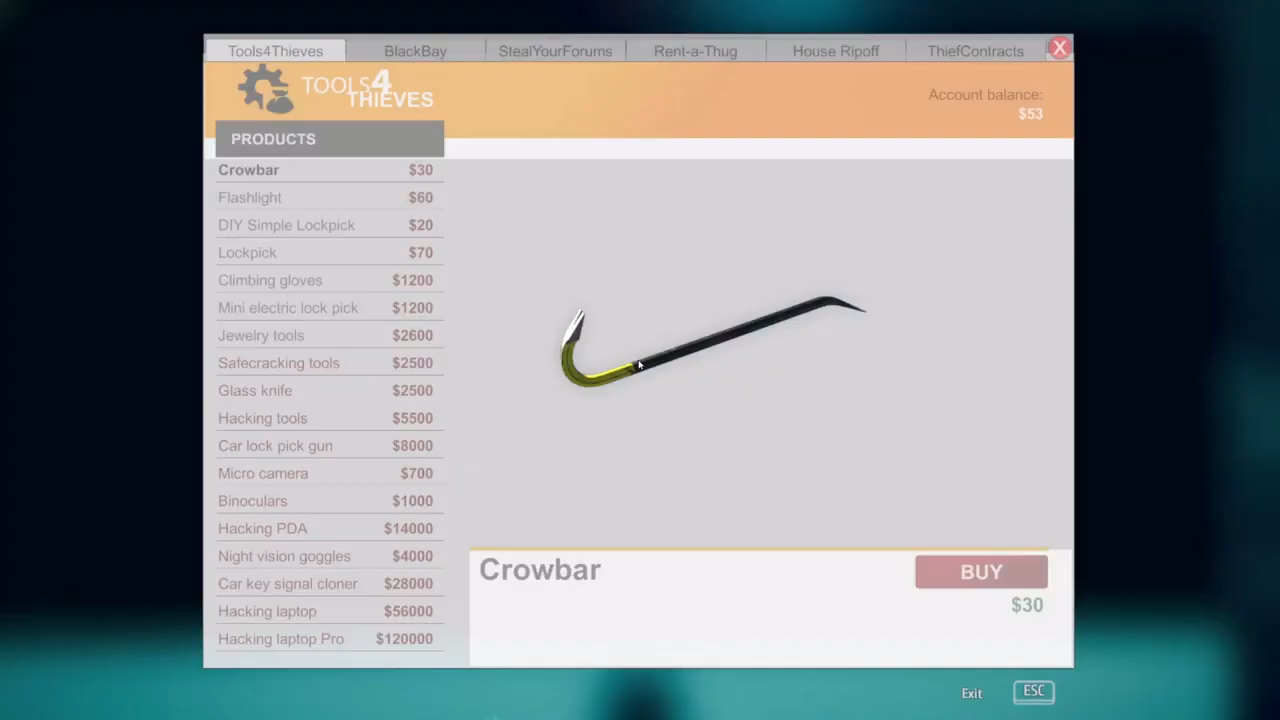 Tools4Thieves BlackBay StealYourForums Rent-a-Thug House Ripoff ThiefContracts X
TOOLS4
THIEVES
Account balance:
$53
PRODUCTS
Crowbar $30
Flashlight $60
DIY Simple Lockpick $20
Lockpick $70
Climbing gloves $1200
Mini electric lock pick $1200
Jewelry tools $2600
Safecracking tools $2500
Glass knife $2500
Hacking tools $5500
Car lock pick gun $8000
Micro camera $700
Binoculars $1000
Hacking PDA $14000
Night vision goggles $4000
Car key signal cloner $28000
Hacking laptop $56000
Hacking laptop Pro $120000
Crowbar BUY
$30
Exit ESC